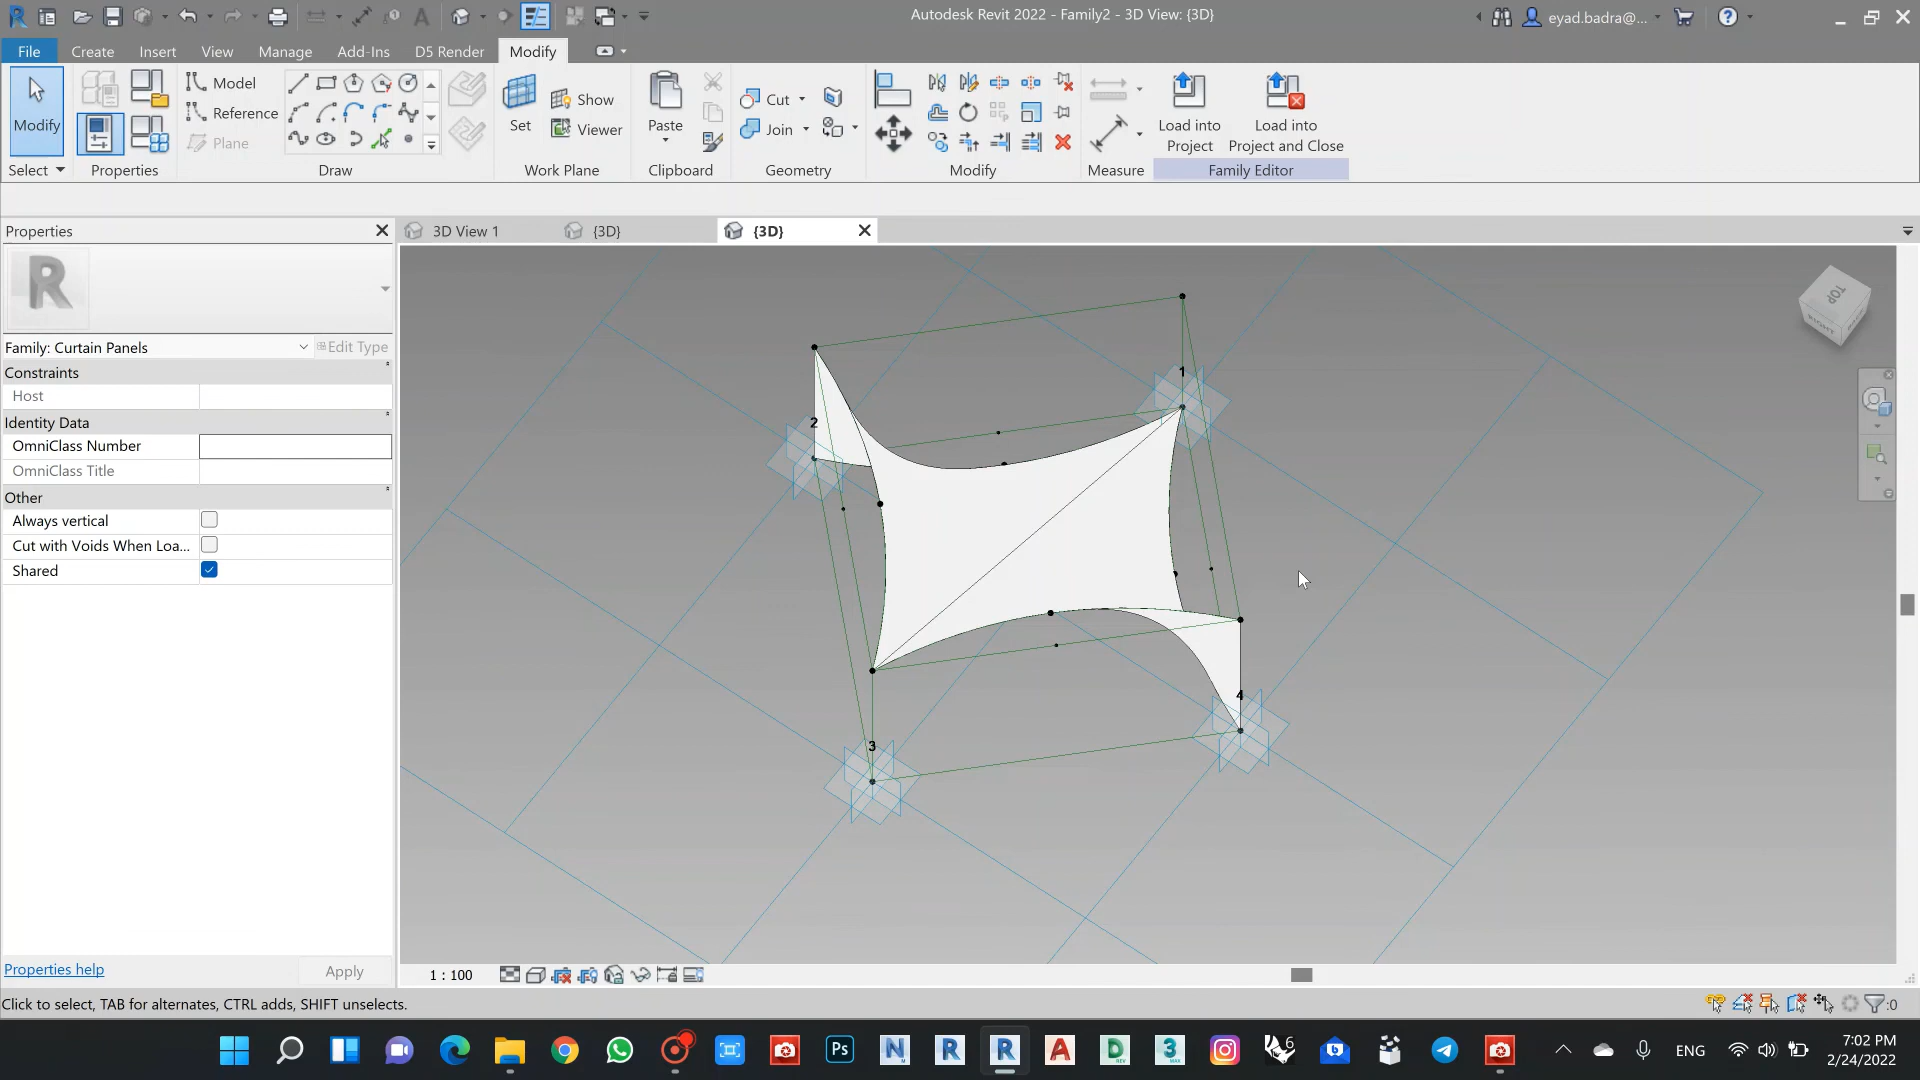 Autodesk Revit 2022 - Family2 - 3D View: {3D}
eyad.badra@...
File
Create
Insert
View
Manage
Add-Ins
D5 Render
Modify
Modify
Model
Reference
Plane
Set
Show
Viewer
Paste
Cut
Join
Load into
Project
Load into
Project and Close
Select
Properties
Draw
Work Plane
Clipboard
Geometry
Modify
Measure
Family Editor
Properties
3D View 1
{3D}
{3D}
R
Family: Curtain Panels
Edit Type
Constraints
Host
Identity Data
OmniClass Number
OmniClass Title
Other
Always vertical
Cut with Voids When Loa...
Shared
1
2
3
4
TOP
RIGHT
Properties help
Apply
1 : 100
Click to select, TAB for alternates, CTRL adds, SHIFT unselects.
:0
Ps
N
R
R
A
D
3
6
ENG
7:02 PM
2/24/2022